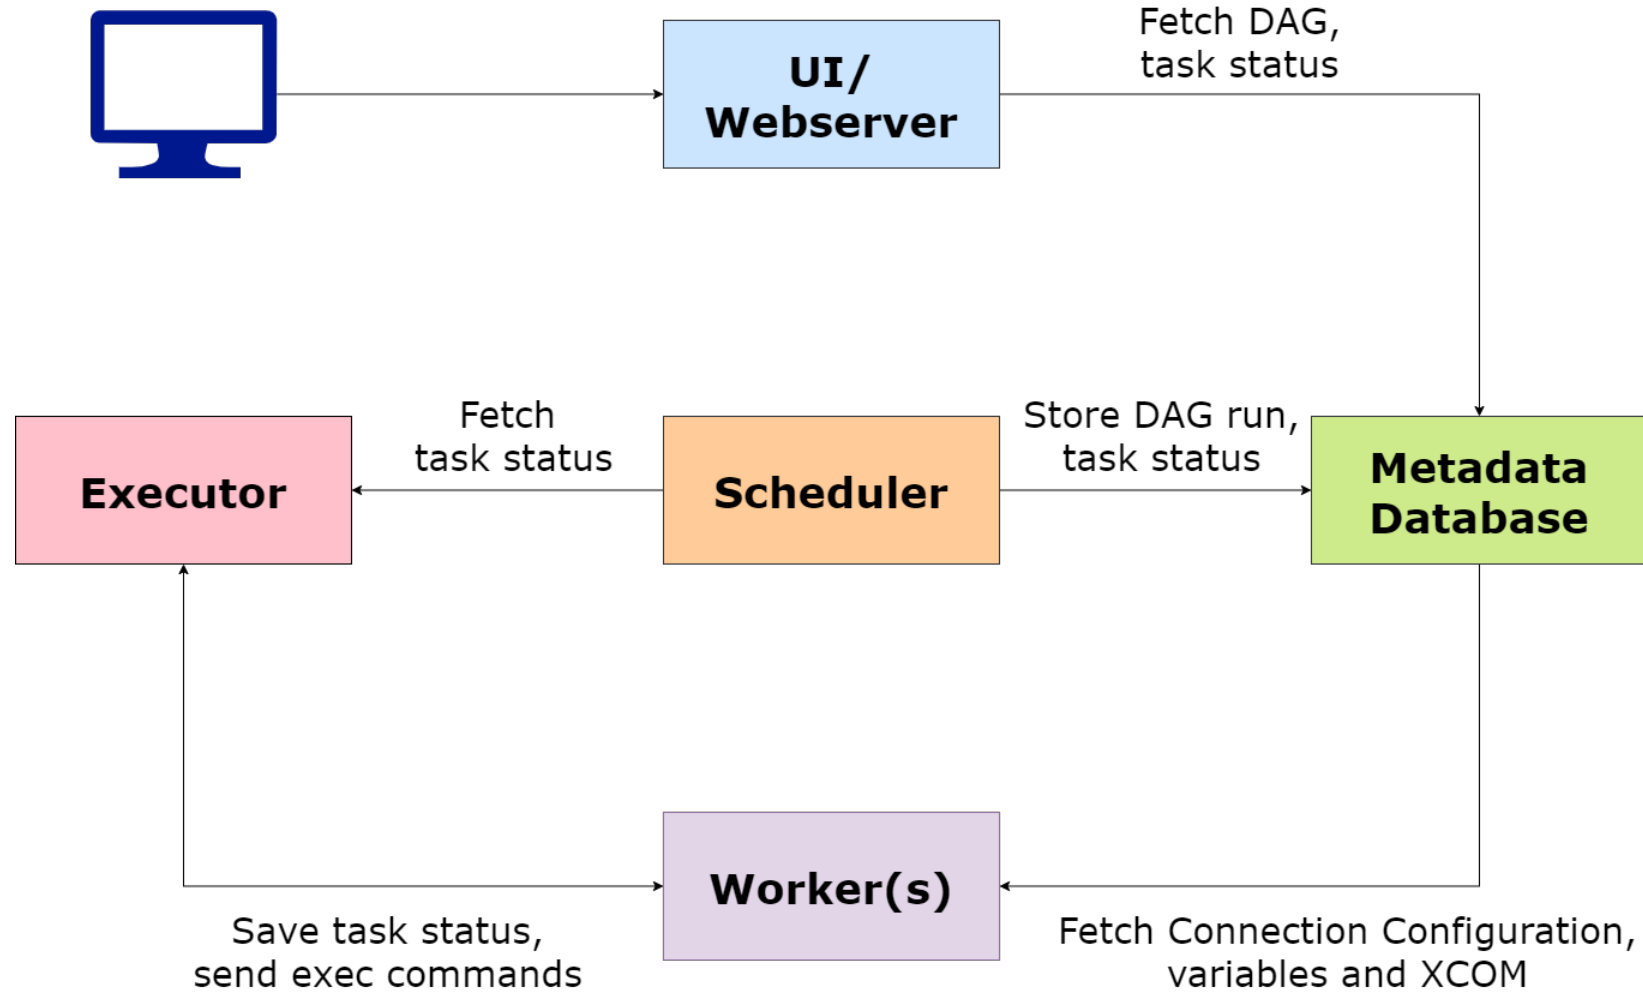 Fetch DAG,
task status
UI/
Webserver
Fetch
task status
Store DAG run,
task status
Executor
Scheduler
Metadata
Database
Worker(s)
Save task status,
send exec commands
Fetch Connection Configuration,
variables and XCOM